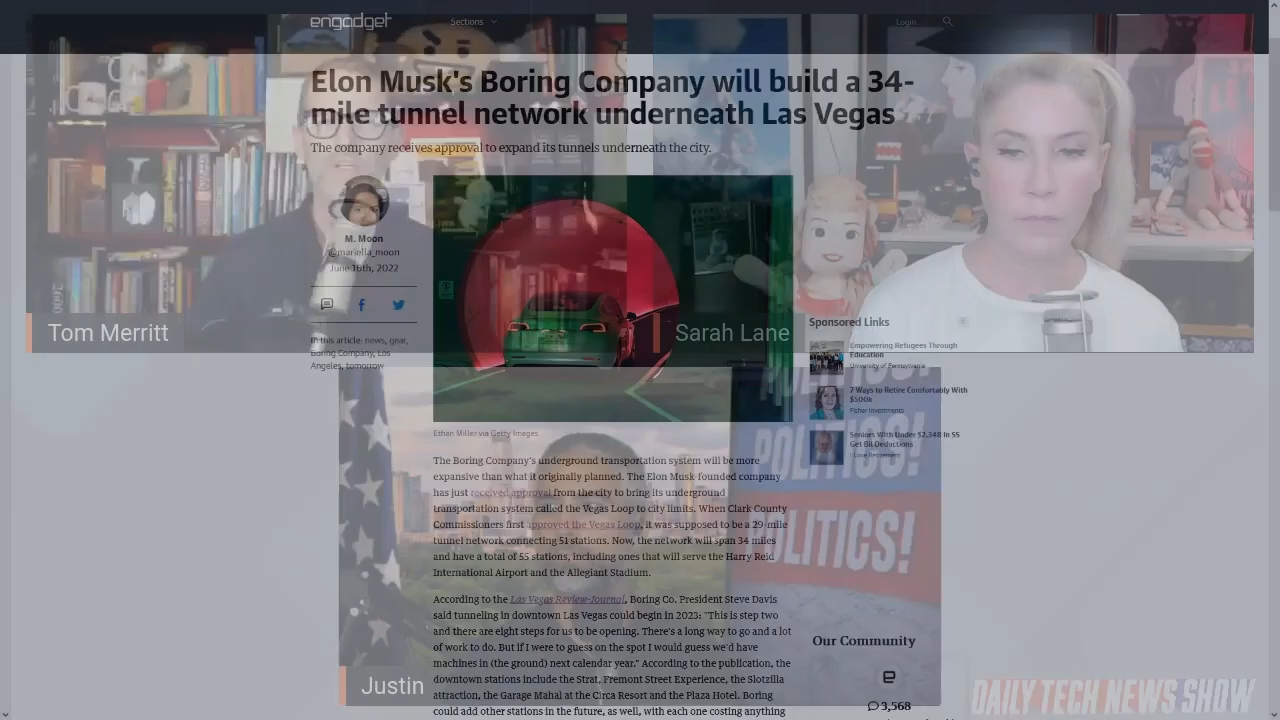 engadget
Sections
Login
Elon Musk's Boring Company will build a 34-
mile tunnel network underneath Las Vegas
The company receives approval to expand its tunnels underneath the city.
M. Moon
@mariella_moon
June 16th, 2022
In this article: news, gear,
Boring Company, Los
Angeles, tomorrow
Tom Merritt
Sarah Lane
Ethan Miller via Getty Images
Sponsored Links
Empowering Refugees Through
Education
University of Pennsylvania
7 Ways to Retire Comfortably With
$500k
Fisher Investments
Seniors With Under $2,348 In SS
Get Bill Deductions
The Boring Company's underground transportation system will be more
expansive than what it originally planned. The Elon Musk-founded company
has just received approval from the city to bring its underground
transportation system called the Vegas Loop to city limits. When Clark County
Commissioners first approved the Vegas Loop, it was supposed to be a 29-mile
tunnel network connecting 51 stations. Now, the network will span 34 miles
and have a total of 55 stations, including ones that will serve the Harry Reid
International Airport and the Allegiant Stadium.
According to the Las Vegas Review-Journal, Boring Co. President Steve Davis
said tunneling in downtown Las Vegas could begin in 2023: "This is step two
and there are eight steps for us to be opening. There's a long way to go and a lot
of work to do. But if I were to guess on the spot I would guess we'd have
machines in (the ground) next calendar year." According to the publication, the
downtown stations include the Strat, Fremont Street Experience, the Slotzilla
attraction, the Garage Mahal at the Circa Resort and the Plaza Hotel. Boring
could add other stations in the future, as well, with each one costing anything
POLITICS!
POLITICS!
Our Community
3,568
Justin
DAILY TECH NEWS SHOW